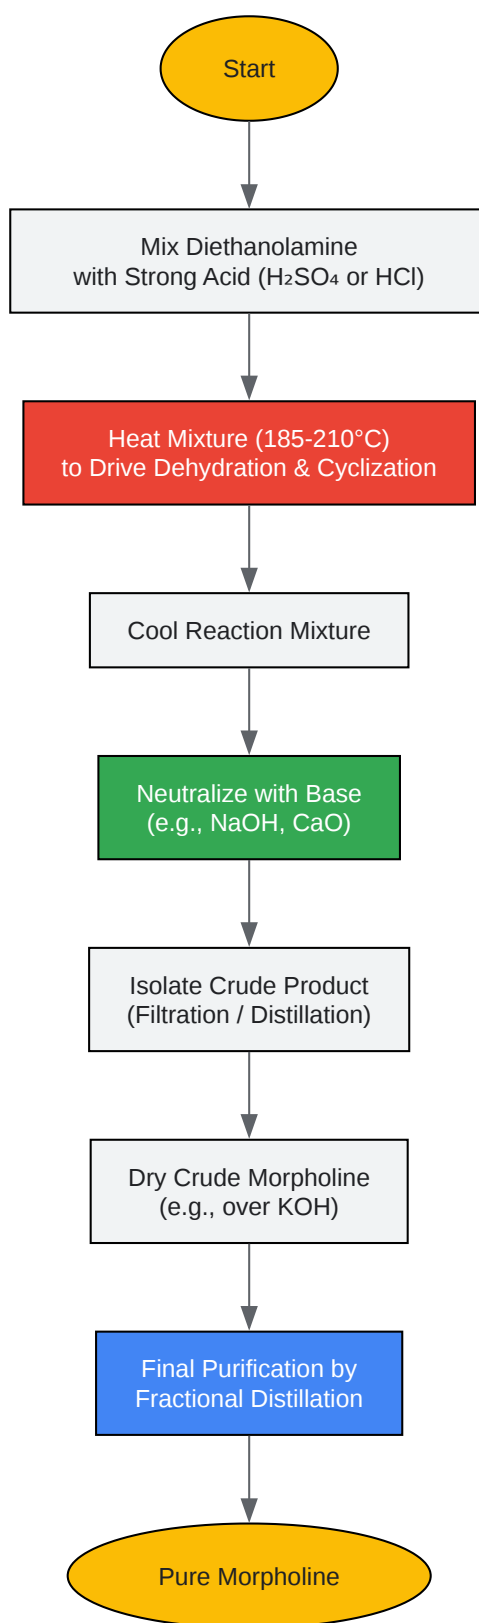 Start
Mix Diethanolamine
with Strong Acid (H₂SO₄ or HCl)
Heat Mixture (185-210°C)
to Drive Dehydration & Cyclization
Cool Reaction Mixture
Neutralize with Base
(e.g., NaOH, CaO)
Isolate Crude Product
(Filtration / Distillation)
Dry Crude Morpholine
(e.g., over KOH)
Final Purification by
Fractional Distillation
Pure Morpholine